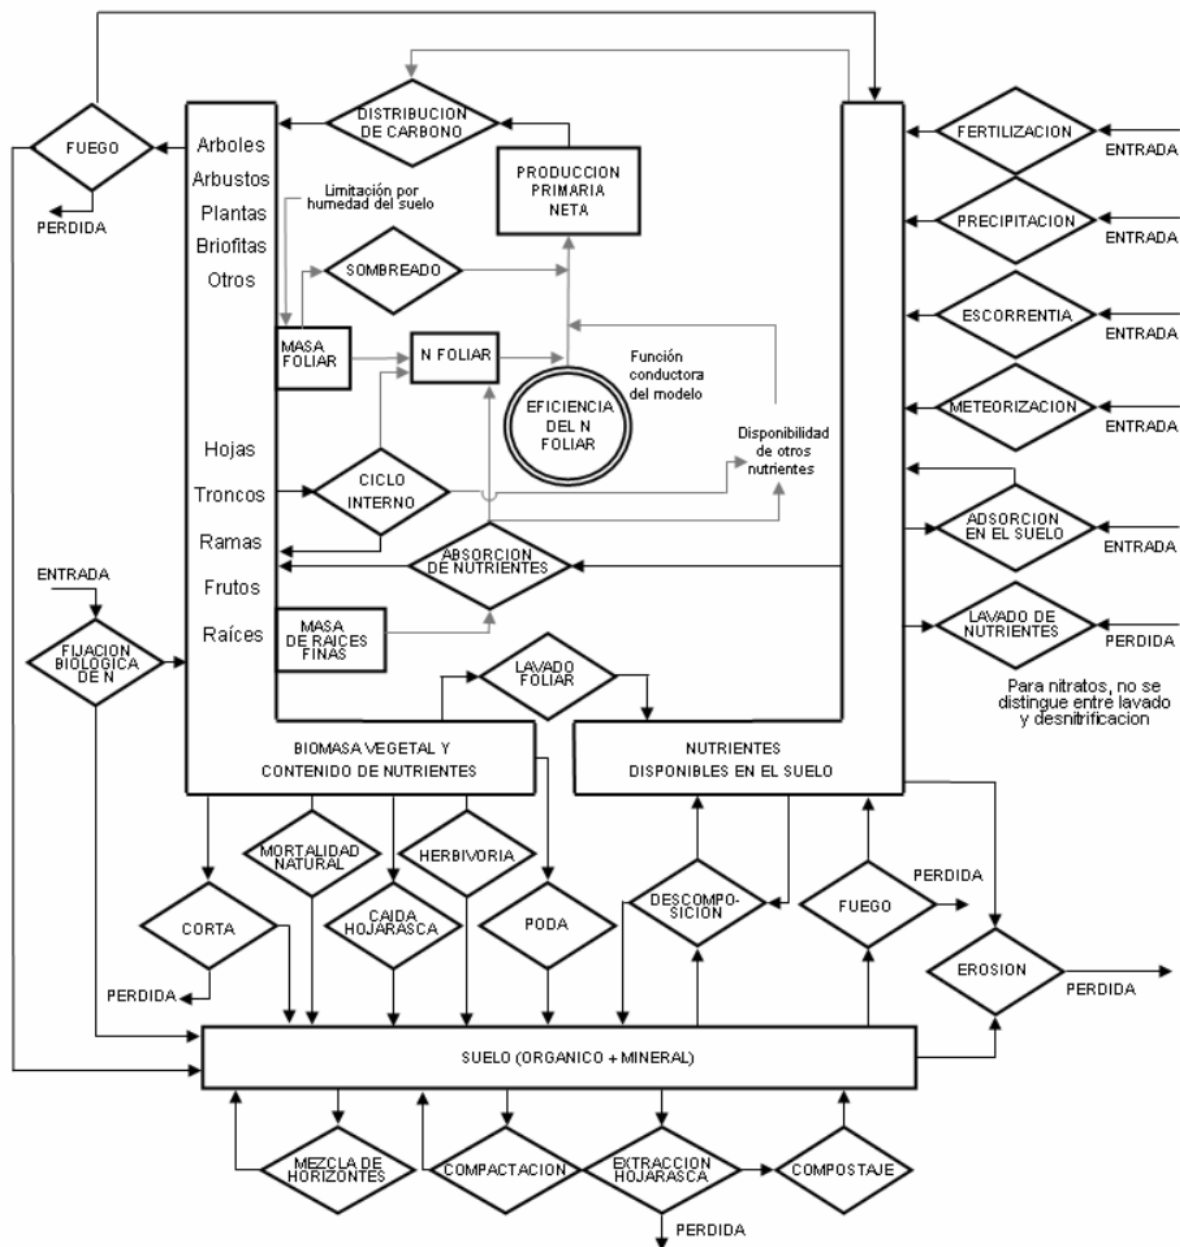 FUEGO
PERDIDA
Arboles
Arbustos
Plantas
Briofitas
Otros
DISTRIBUCION
DE CARBONO
PRODUCCION
PRIMARIA
NETA
Limitación por
humedad del suelo
SOMBREADO
MASA
FOLIAR
N FOLIAR
EFICIENCIA
DEL N
FOLIAR
Función
conductora
del modelo
Disponibilidad
de otros
nutrientes
Hojas
Troncos
Ramas
Frutos
Raíces
CICLO
INTERNO
ABSORCION
DE NUTRIENTES
MASA
DE RAICES
FINAS
LAVADO
FOLIAR
ENTRADA
FIJACION
BIOLOGICA
DE N
FERTILIZACION
ENTRADA
PRECIPITACION
ENTRADA
ESCORRENTIA
ENTRADA
METEORIZACION
ENTRADA
ADSORCION
EN EL SUELO
ENTRADA
LAVADO DE
NUTRIENTES
PERDIDA
Para nitratos, no se
distingue entre lavado
y desnitrificacion
BIOMASA VEGETAL Y
CONTENIDO DE NUTRIENTES
NUTRIENTES
DISPONIBLES EN EL SUELO
MORTALIDAD
NATURAL
HERBIVORIA
CORTA
PERDIDA
CAIDA
HOJARASCA
PODA
DESCOMPO-
SICION
FUEGO
PERDIDA
EROSION
PERDIDA
SUELO (ORGANICO + MINERAL)
MEZCLA DE
HORIZONTES
COMPACTACION
EXTRACCION
HOJARASCA
COMPOSTAJE
PERDIDA